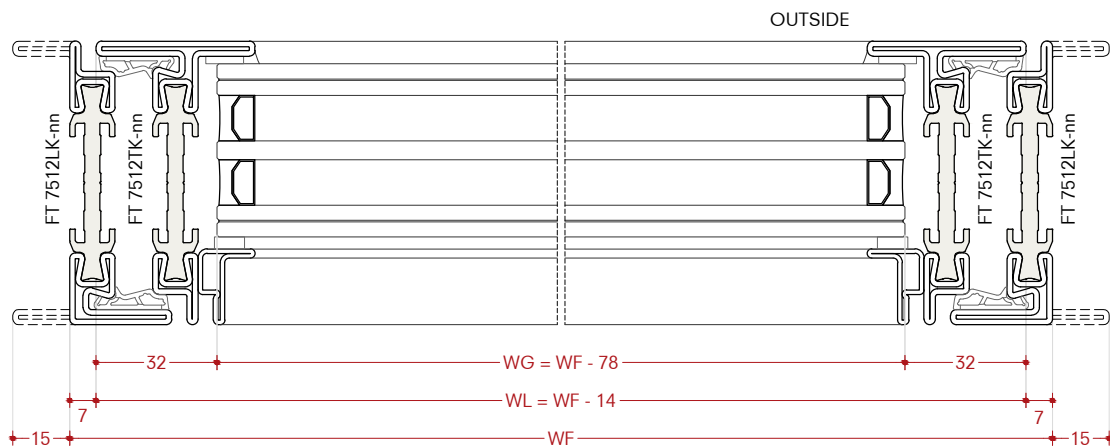 OUTSIDE
FT 7512LK-nn
FT 7512TK-nn
FT 7512TK-nn
FT 7512LK-nn
32
WG = WF - 78
32
7
WL = WF - 14
7
15
WF
15